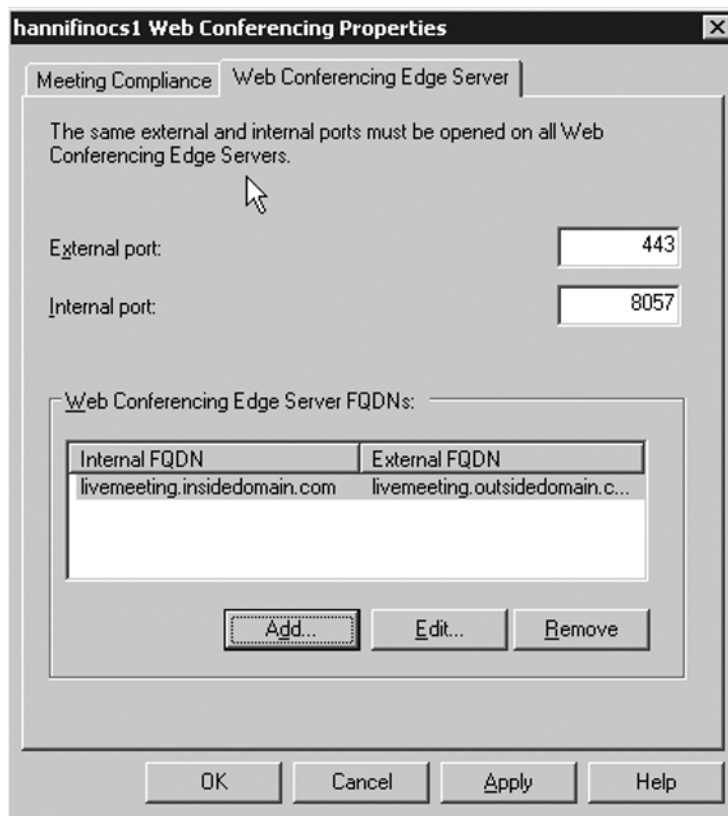 hannifinocs1 Web Conferencing Properties
Meeting Compliance Web Conferencing Edge Server
The same external and internal ports must be opened on all Web
Conferencing Edge Servers.
External port: 443
Internal port: 8057
Web Conferencing Edge Server FQDNs:
Internal FQDN External FQDN
livemeeting.insidedomain.com livemeeting.outsidedomain.c...
Add... Edit... Remove
OK Cancel Apply Help